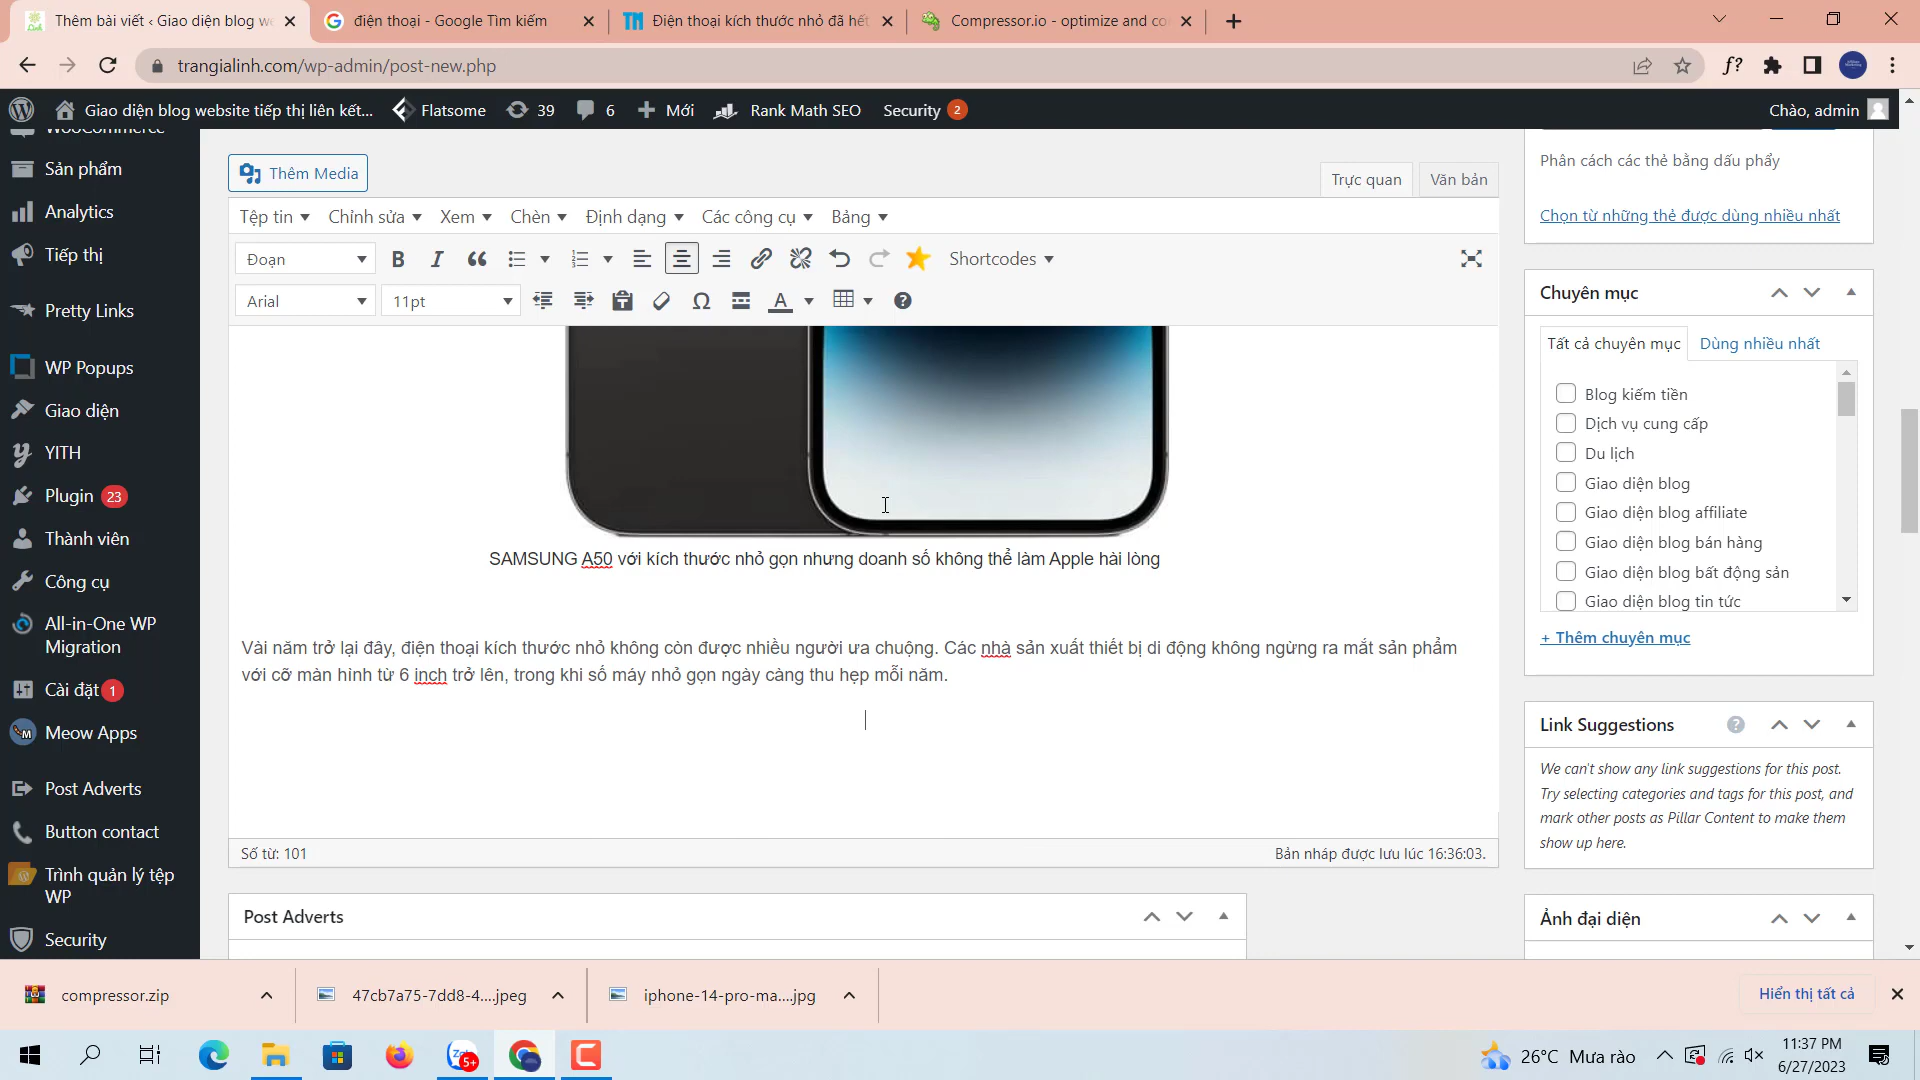 Thêm bài viết ‹ Giao diện blog we
điện thoại - Google Tìm kiếm
Điện thoại kích thước nhỏ đã hết
Compressor.io - optimize and co
trangialinh.com/wp-admin/post-new.php
f?
Giao diện blog website tiếp thị liên kết...
Flatsome
39
6
Mới
Rank Math SEO
Security 2
Chào, admin
WooCommerce
Sản phẩm
Analytics
Tiếp thị
Pretty Links
WP Popups
Giao diện
YITH
Plugin 23
Thành viên
Công cụ
All-in-One WP
Migration
Cài đặt 1
Meow Apps
Post Adverts
Button contact
Trình quản lý tệp
WP
Security
Thêm Media
Trực quan
Văn bản
Tệp tin
Chỉnh sửa
Xem
Chèn
Định dạng
Các công cụ
Bảng
Đoạn
Shortcodes
Arial
11pt
SAMSUNG A50 với kích thước nhỏ gọn nhưng doanh số không thể làm Apple hài lòng
Vài năm trở lại đây, điện thoại kích thước nhỏ không còn được nhiều người ưa chuộng. Các nhà sản xuất thiết bị di động không ngừng ra mắt sản phẩm
với cỡ màn hình từ 6 inch trở lên, trong khi số máy nhỏ gọn ngày càng thu hẹp mỗi năm.
Số từ: 101
Bản nháp được lưu lúc 16:36:03.
Post Adverts
Phân cách các thẻ bằng dấu phẩy
Chọn từ những thẻ được dùng nhiều nhất
Chuyên mục
Tất cả chuyên mục
Dùng nhiều nhất
Blog kiếm tiền
Dịch vụ cung cấp
Du lịch
Giao diện blog
Giao diện blog affiliate
Giao diện blog bán hàng
Giao diện blog bất động sản
Giao diện blog tin tức
+ Thêm chuyên mục
Link Suggestions
We can't show any link suggestions for this post.
Try selecting categories and tags for this post, and
mark other posts as Pillar Content to make them
show up here.
Ảnh đại diện
compressor.zip
47cb7a75-7dd8-4....jpeg
iphone-14-pro-ma....jpg
Hiển thị tất cả
5+
26°C Mưa rào
11:37 PM
6/27/2023